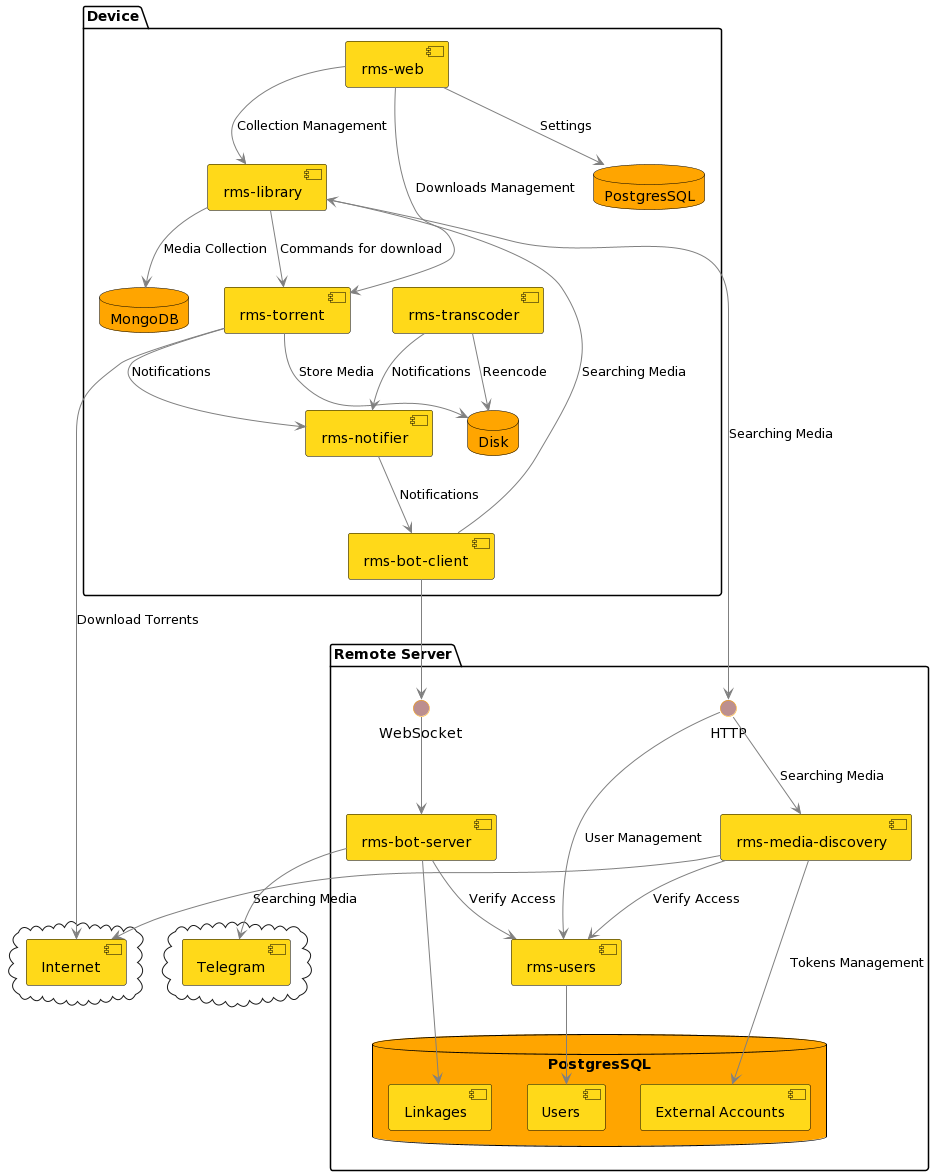 Device
rms-web
Collection Management
Settings
Downloads Management
rms-library
PostgresSQL
Media Collection
Commands for download
MongoDB
rms-torrent
rms-transcoder
Notifications
Store Media
Notifications
Reencode
Searching Media
rms-notifier
Disk
Searching Media
Notifications
rms-bot-client
Download Torrents
Remote Server
WebSocket
HTTP
Searching Media
User Management
rms-bot-server
rms-media-discovery
Searching Media
Verify Access
Verify Access
Internet
Telegram
rms-users
Tokens Management
PostgresSQL
Linkages
Users
External Accounts